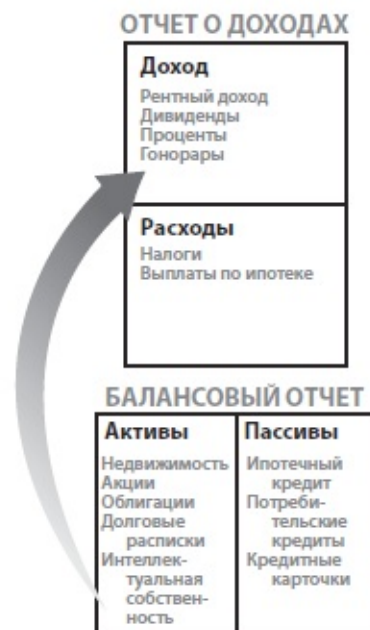 ОТЧЕТ О ДОХОДАХ
Доход
Рентный доход
Дивиденды
Проценты
Гонорары
Расходы
Налоги
Выплаты по ипотеке
БАЛАНСОВЫЙ ОТЧЕТ
Активы
Недвижимость
Акции
Облигации
Долговые
расписки
Интеллек-
туальная
собствен-
ность
Пассивы
Ипотечный
кредит
Потреби-
тельские
кредиты
Кредитные
карточки